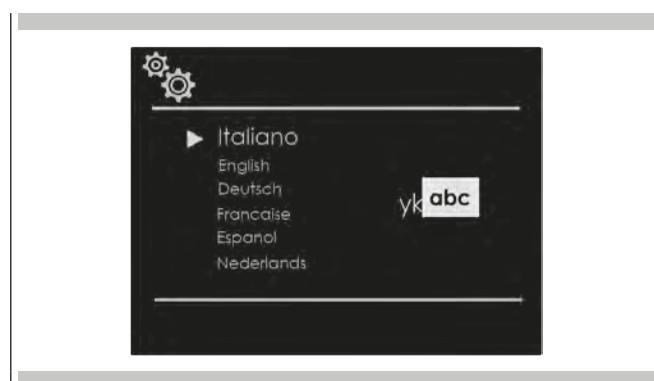 Italiano
English
Deutsch
Francaise
yk abc
Espanol
Nederlands